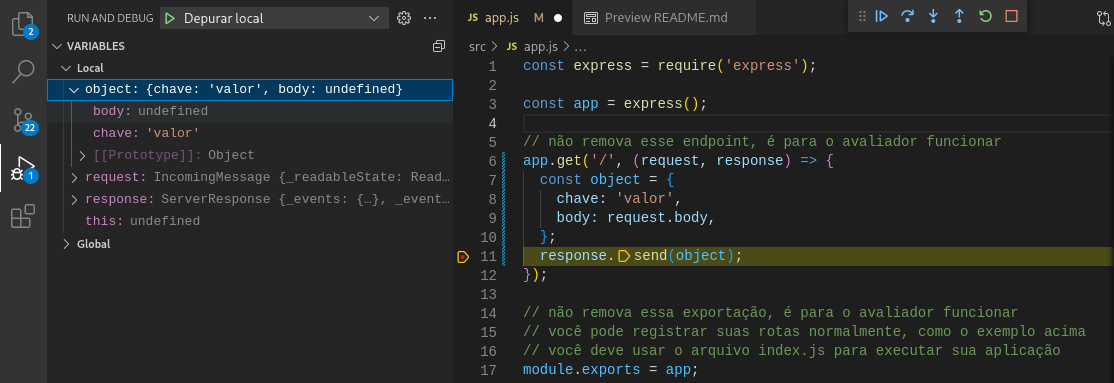 RUN AND DEBUG
Depurar local
VARIABLES
Local
object: {chave: 'valor', body: undefined}
body: undefined
chave: 'valor'
[[Prototype]]: Object
request: IncomingMessage {_readableState: Read…
response: ServerResponse {_events: {…}, _event…
this: undefined
Global
2
22
1
JS app.js M
Preview README.md
src > JS app.js > …
1 const express = require('express');
2
3 const app = express();
4
5 // não remova esse endpoint, é para o avaliador funcionar
6 app.get('/', (request, response) => {
7 const object = {
8 chave: 'valor',
9 body: request.body,
10 };
11 response.send(object);
12 });
13
14 // não remova essa exportação, é para o avaliador funcionar
15 // você pode registrar suas rotas normalmente, como o exemplo acima
16 // você deve usar o arquivo index.js para executar sua aplicação
17 module.exports = app;